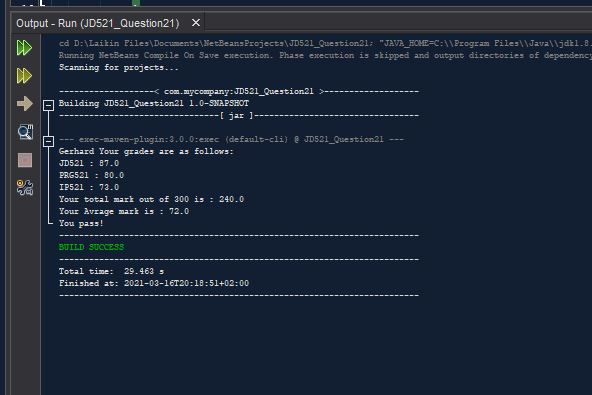 Output - Run (JD521_Question21)
cd D:\Laikin Files\Documents\NetBeansProjects\JD521_Question21; "JAVA_HOME=C:\\Program Files\\Java\\jdk1.8.
Running NetBeans Compile On Save execution. Phase execution is skipped and output directories of dependency
Scanning for projects...
--------------------< com.mycompany:JD521_Question21 >--------------------
Building JD521_Question21 1.0-SNAPSHOT
--------------------------------[ jar ]---------------------------------
--- exec-maven-plugin:3.0.0:exec (default-cli) @ JD521_Question21 ---
Gerhard Your grades are as follows:
JD521 : 87.0
PRG521 : 80.0
IP521 : 73.0
Your total mark out of 300 is : 240.0
Your Avrage mark is : 72.0
You pass!
------------------------------------------------------------------------
BUILD SUCCESS
------------------------------------------------------------------------
Total time:  29.463 s
Finished at: 2021-03-16T20:18:51+02:00
------------------------------------------------------------------------